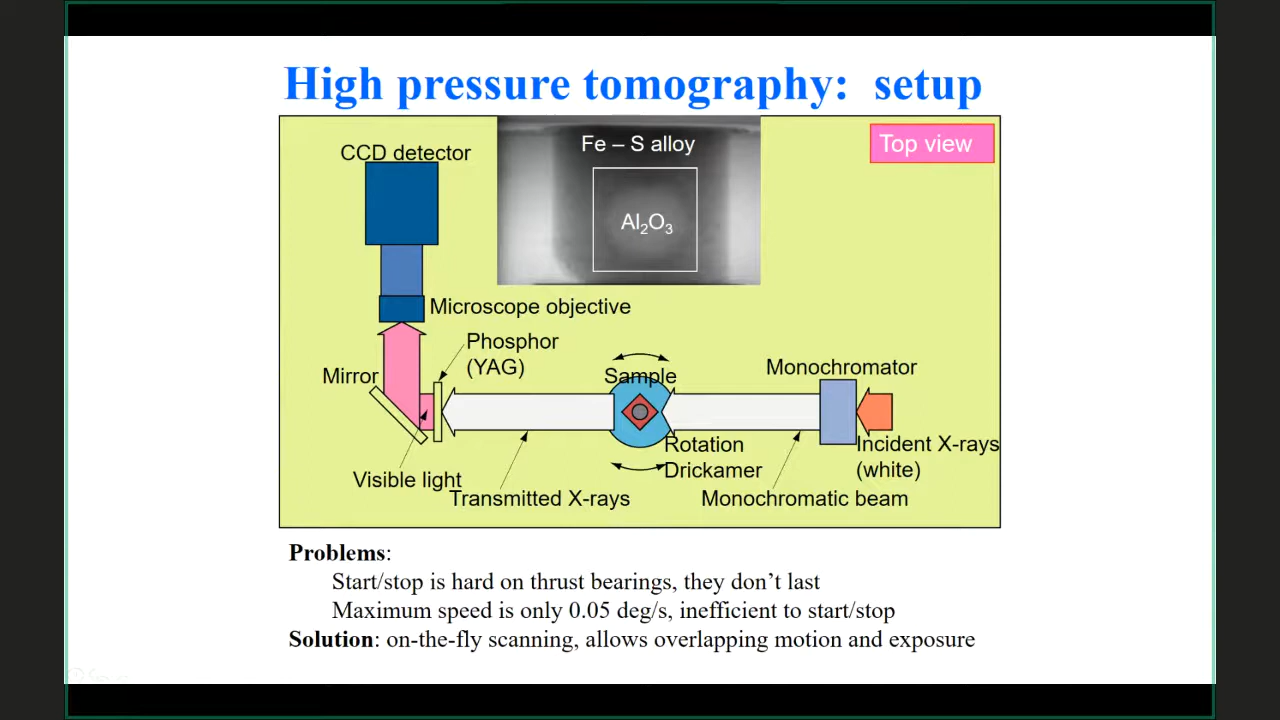 High pressure tomography: setup
CCD detector
Fe – S alloy
Top view
Al₂O₃
Microscope objective
Phosphor
(YAG)
Mirror
Sample
Monochromator
Rotation
Drickamer
Incident X-rays
(white)
Visible light
Transmitted X-rays
Monochromatic beam
Problems:
Start/stop is hard on thrust bearings, they don’t last
Maximum speed is only 0.05 deg/s, inefficient to start/stop
Solution: on-the-fly scanning, allows overlapping motion and exposure